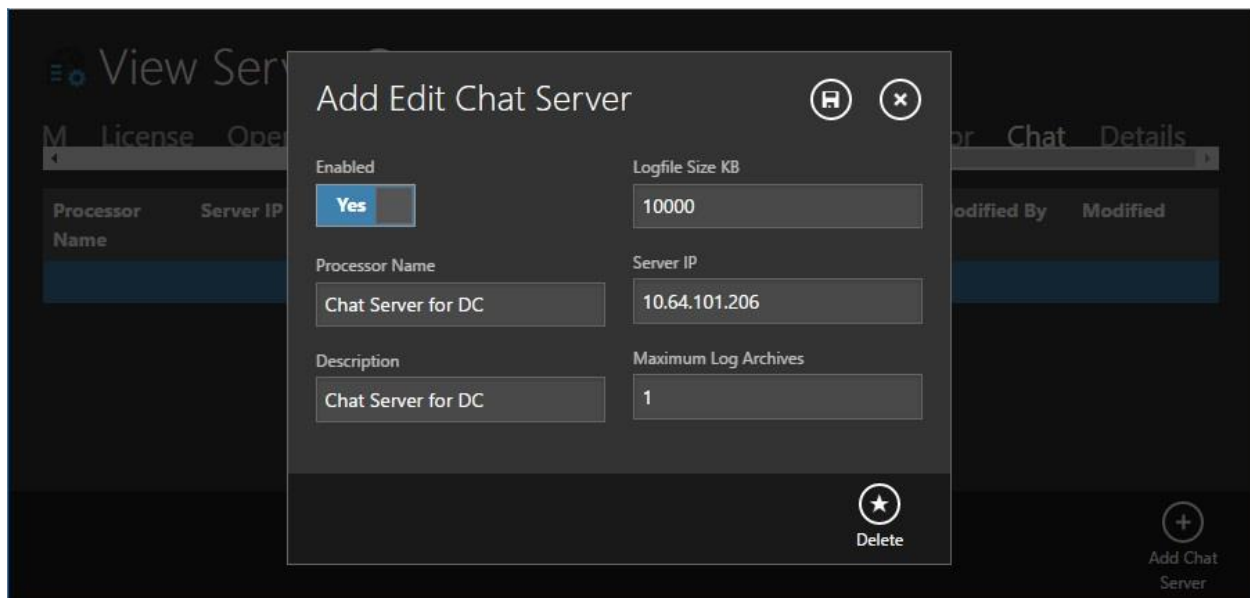 View Serv
Add Edit Chat Server
M License Oper
or Chat Details
Enabled
Yes
Logfile Size KB
10000
Processor Name
Server IP
odified By
Modified
Processor Name
Chat Server for DC
Server IP
10.64.101.206
Description
Chat Server for DC
Maximum Log Archives
1
Delete
Add Chat
Server